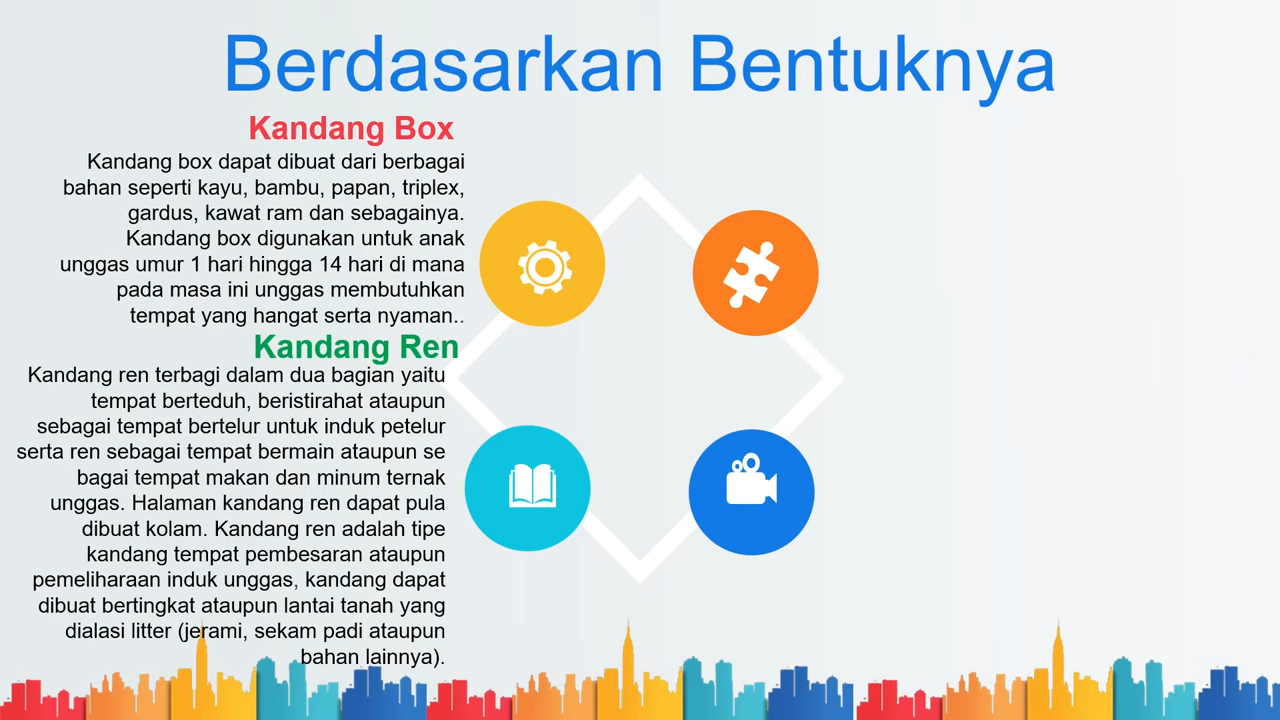 Berdasarkan Bentuknya
Kandang Box
Kandang box dapat dibuat dari berbagai
bahan seperti kayu, bambu, papan, triplex,
gardus, kawat ram dan sebagainya.
Kandang box digunakan untuk anak
unggas umur 1 hari hingga 14 hari di mana
pada masa ini unggas membutuhkan
tempat yang hangat serta nyaman..
Kandang Ren
Kandang ren terbagi dalam dua bagian yaitu
tempat berteduh, beristirahat ataupun
sebagai tempat bertelur untuk induk petelur
serta ren sebagai tempat bermain ataupun se
bagai tempat makan dan minum ternak
unggas. Halaman kandang ren dapat pula
dibuat kolam. Kandang ren adalah tipe
kandang tempat pembesaran ataupun
pemeliharaan induk unggas, kandang dapat
dibuat bertingkat ataupun lantai tanah yang
dialasi litter (jerami, sekam padi ataupun
bahan lainnya).